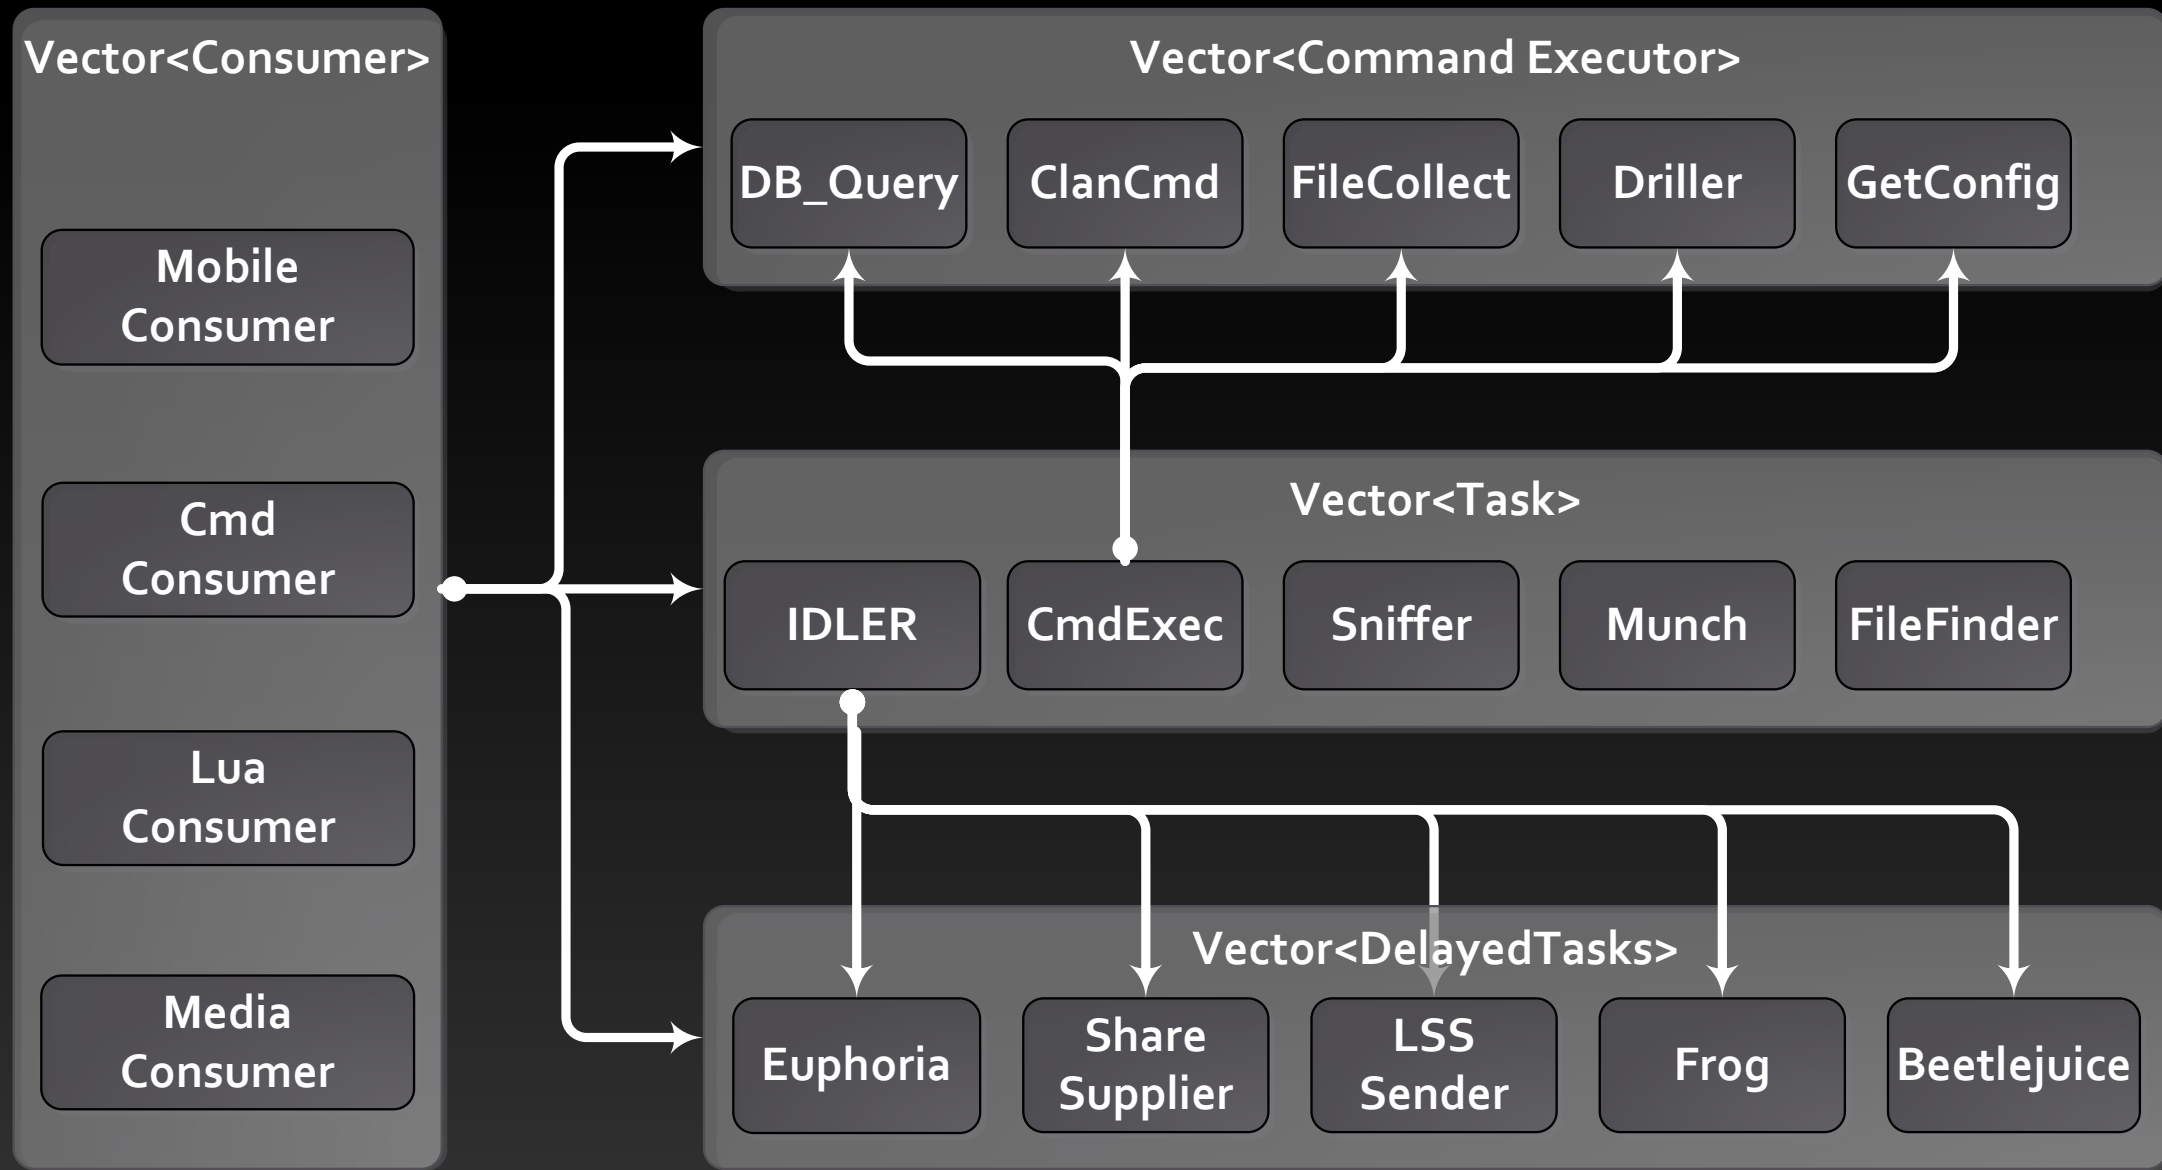 Vector<Consumer>
Mobile
Consumer
Cmd
Consumer
Lua
Consumer
Media
Consumer
Vector<Command Executor>
DB_Query
ClanCmd
FileCollect
Driller
GetConfig
Vector<Task>
IDLER
CmdExec
Sniffer
Munch
FileFinder
Vector<DelayedTasks>
Euphoria
Share
Supplier
LSS
Sender
Frog
Beetlejuice